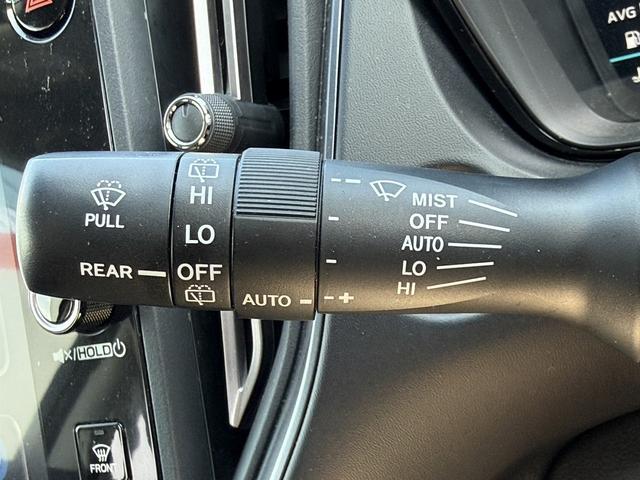 AVG
PULL
REAR
HI
LO
OFF
AUTO
-- 
-
-
-+
MIST
OFF
AUTO
LO
HI
HOLD
FRONT